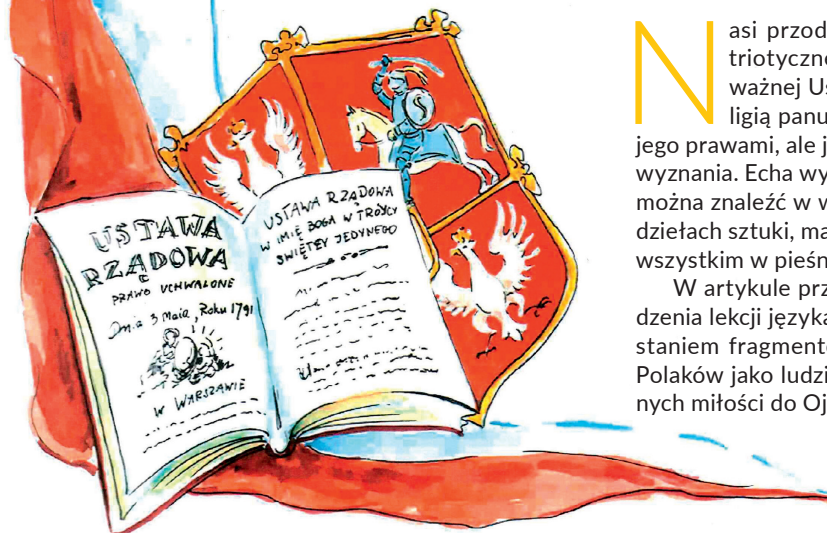 USTAWA
RZĄDOWA
PRAWO UCHWALONE
Dnia 3 Maia, Roku 1791
W WARSZAWIE
USTAWA RZĄDOWA
W IMIĘ BOGA W TRÓYCY
ŚWIĘTEY JEDYNEGO
Nasi przod
triotyczne
ważnej Us
ligią panu
jego prawami, ale j
wyznania. Echa wy
można znaleźć w w
dziełach sztuki, ma
wszystkim w pieśn
W artykule prz
dzenia lekcji języka
staniem fragmento
Polaków jako ludzi
nych miłości do Oj